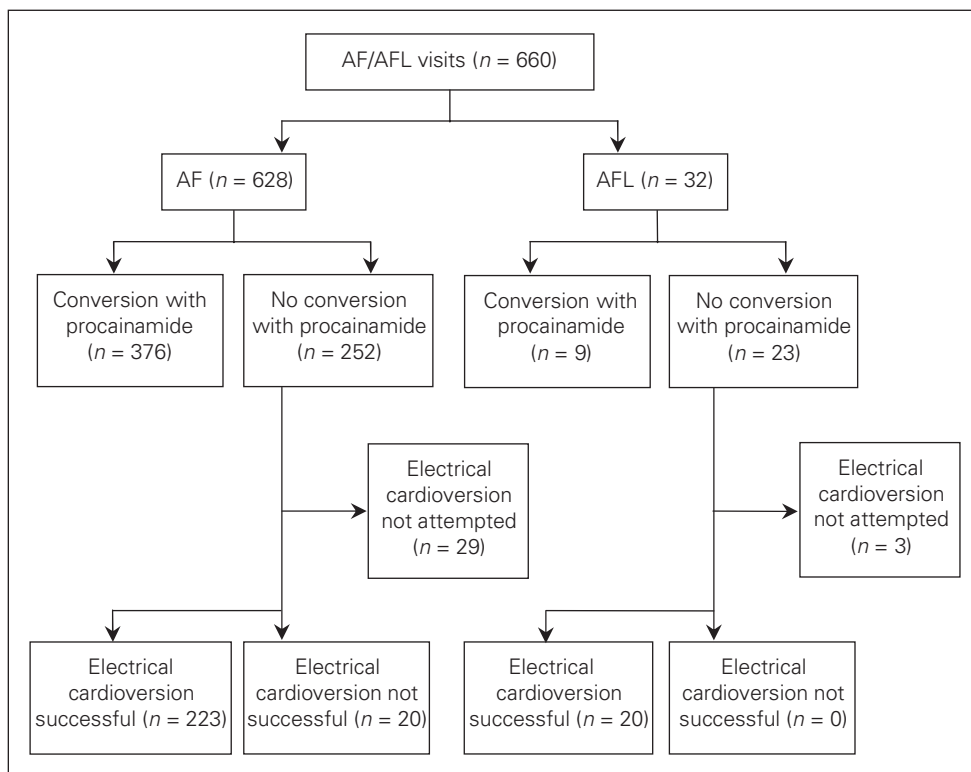 AF/AFL visits (n = 660)
AF (n = 628)
AFL (n = 32)
Conversion with
procainamide
(n = 376)
No conversion
with procainamide
(n = 252)
Conversion with
procainamide
(n = 9)
No conversion
with procainamide
(n = 23)
Electrical
cardioversion
not attempted
(n = 29)
Electrical
cardioversion
not attempted
(n = 3)
Electrical
cardioversion
successful (n = 223)
Electrical
cardioversion not
successful (n = 20)
Electrical
cardioversion
successful (n = 20)
Electrical
cardioversion not
successful (n = 0)